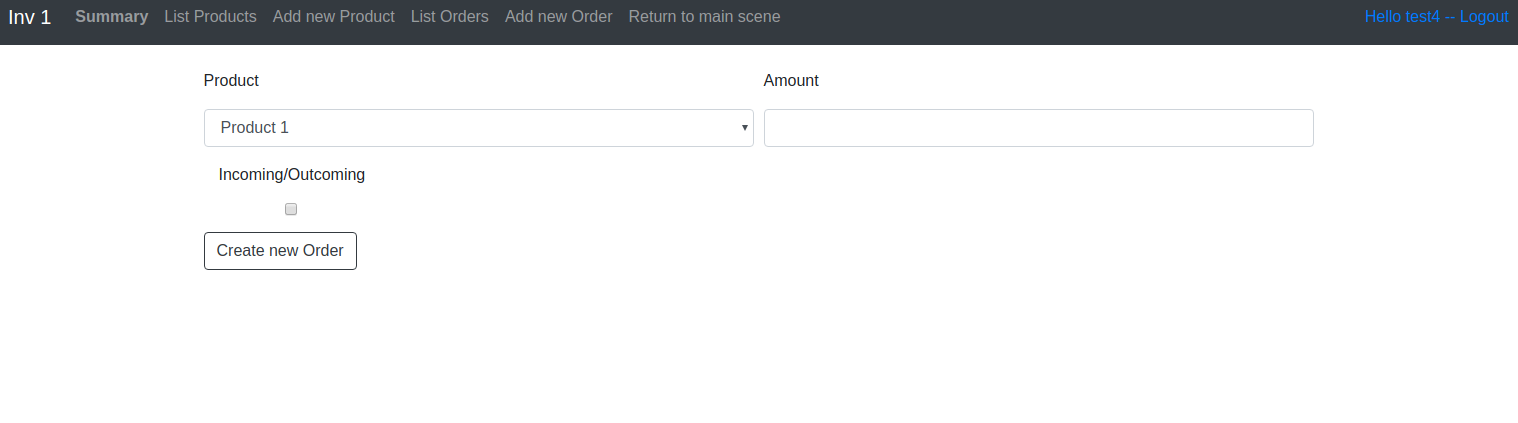 Inv 1 Summary List Products Add new Product List Orders Add new Order Return to main scene Hello test4 -- Logout
Product Amount
Product 1
Incoming/Outcoming
Create new Order